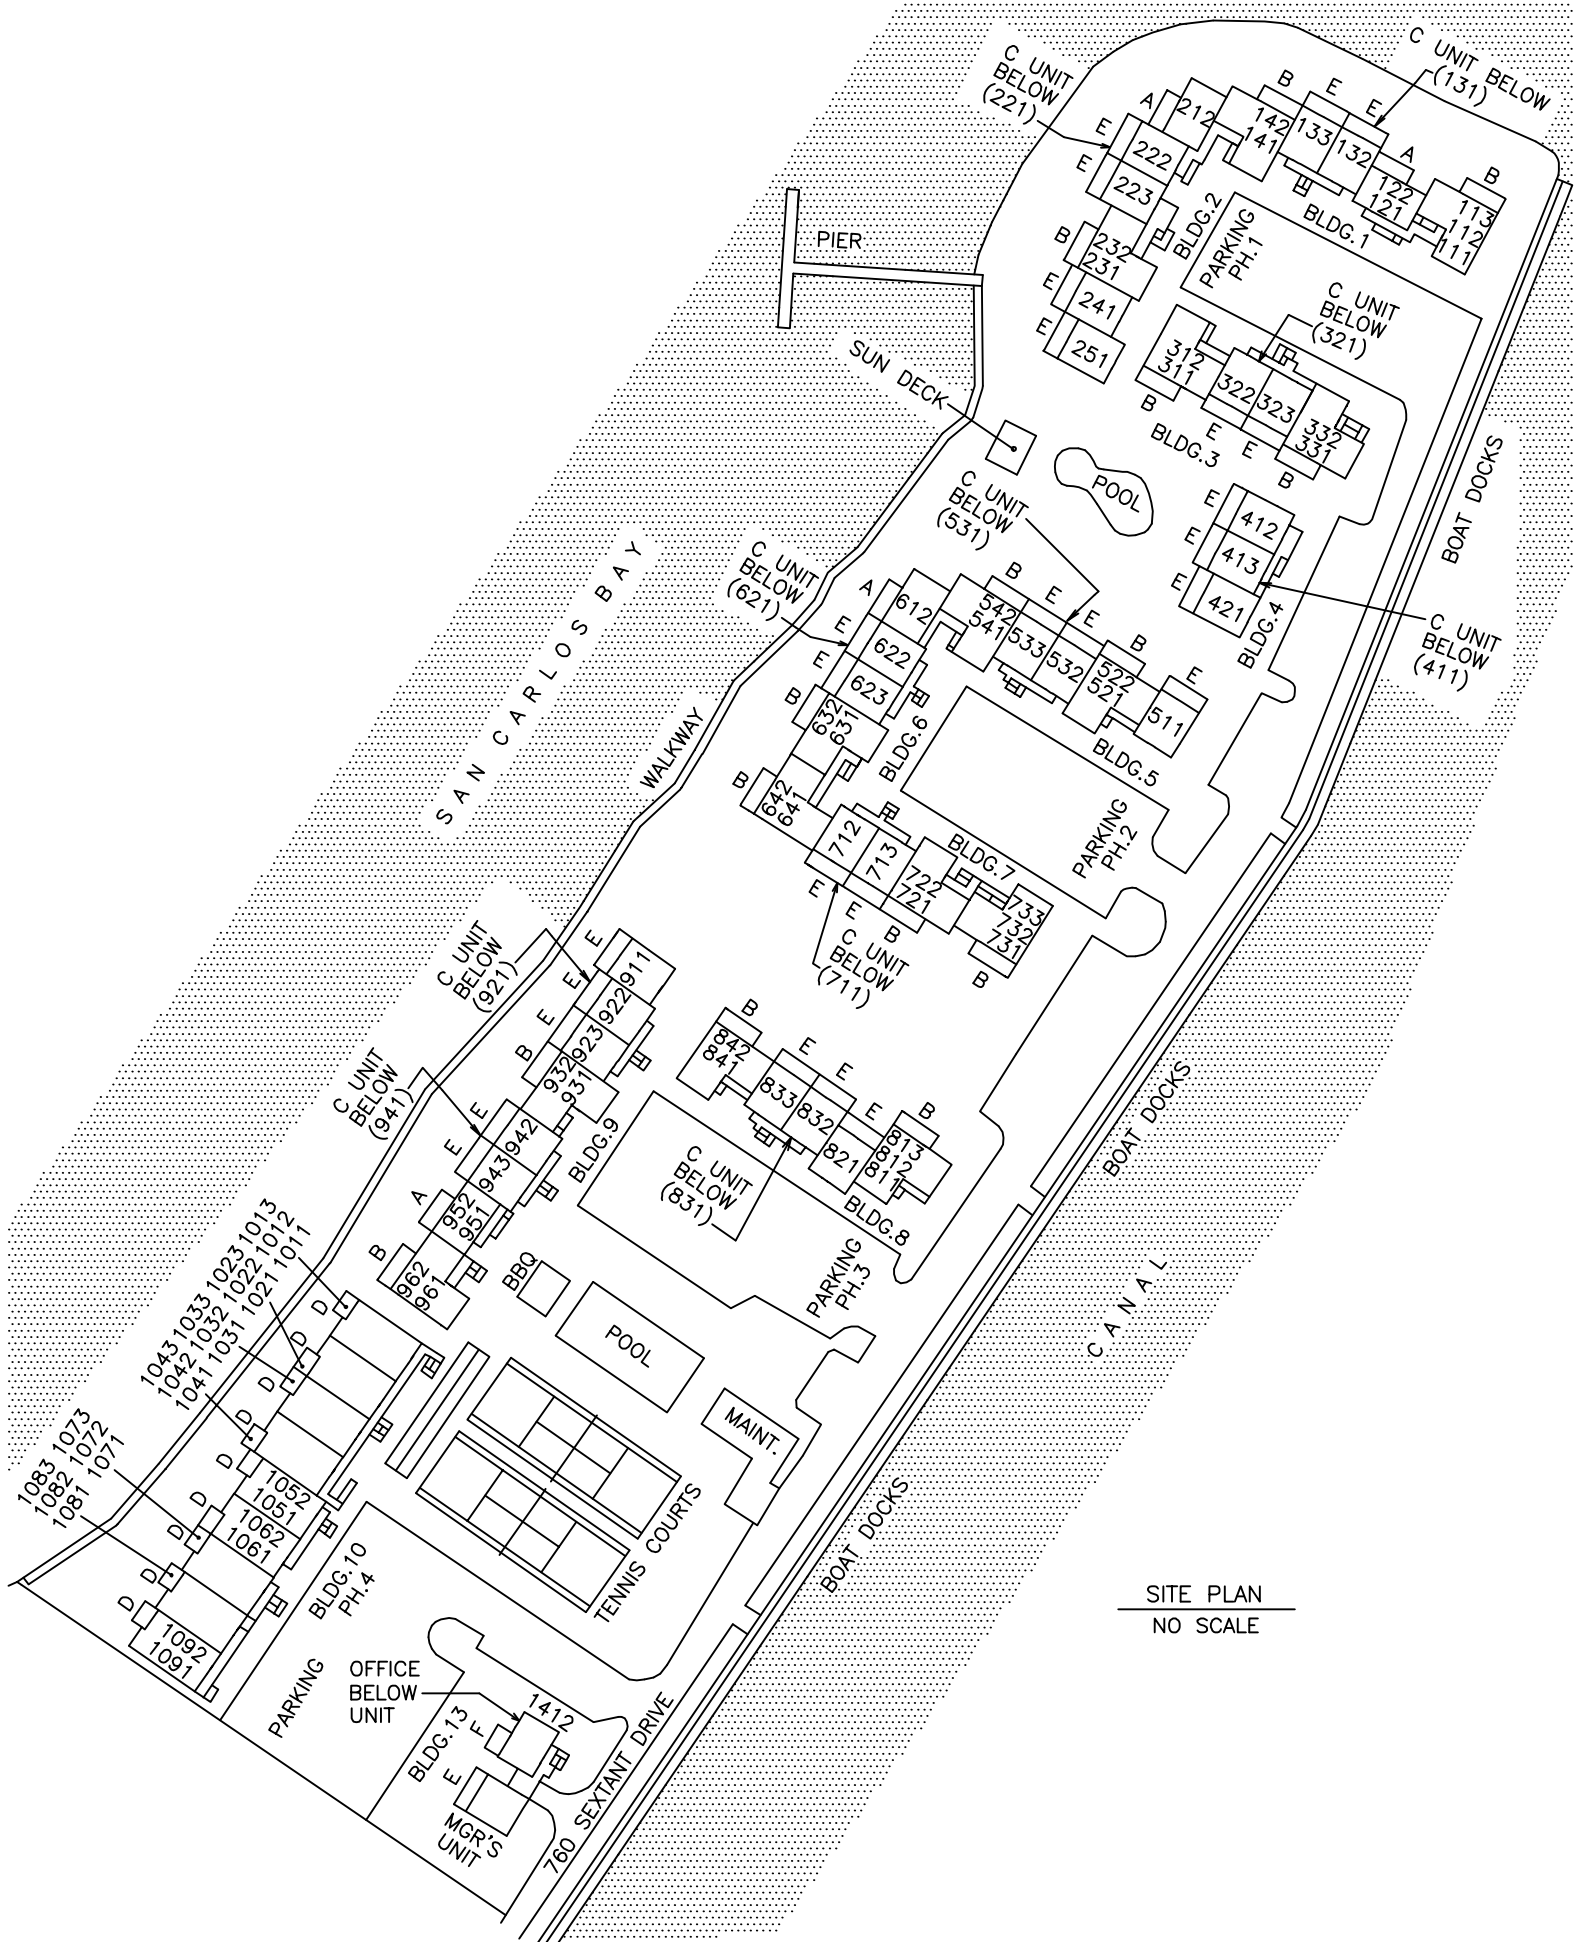 C UNIT
BELOW
(221)
C UNIT BELOW
(131)
A
212
E
222
E
223
B
232
231
E
241
E
251
BLDG.2
B
142
141
E
133
E
132
A
122
121
B
113
112
111
BLDG.1
PARKING
PH.1
PIER
SUN DECK
C UNIT
BELOW
(321)
312
311
B
322
E
323
E
332
331
B
BLDG.3
POOL
BOAT DOCKS
E
412
E
413
E
421
BLDG.4
C UNIT
BELOW
(411)
C UNIT
BELOW
(531)
B
542
541
E
533
E
532
B
522
521
E
511
BLDG.5
C UNIT
BELOW
(621)
A
612
E
622
E
623
B
632
631
B
642
641
BLDG.6
SAN CARLOS BAY
WALKWAY
PARKING
PH.2
BLDG.7
712
E
713
E
722
721
B
733
732
731
B
C UNIT
BELOW
(711)
C UNIT
BELOW
(921)
E
911
E
922
E
923
B
932
931
C UNIT
BELOW
(941)
E
942
E
943
A
952
951
B
962
961
BLDG.9
B
842
841
E
833
E
832
E
821
B
813
812
811
C UNIT
BELOW
(831)
BLDG.8
PARKING
PH.3
BOAT DOCKS
CANAL
BBQ
POOL
MAINT.
TENNIS COURTS
BOAT DOCKS
1043 1033 1023 1013
1042 1032 1022 1012
1041 1031 1021 1011
D
D
D
D
D
1052
1051
D
1062
1061
1083 1073
1082 1072
1081 1071
D
D
D
1092
1091
BLDG.10
PH.4
PARKING
OFFICE
BELOW
UNIT
1412
F
BLDG.13
E
MGR'S
UNIT
760 SEXTANT DRIVE
SITE PLAN
NO SCALE